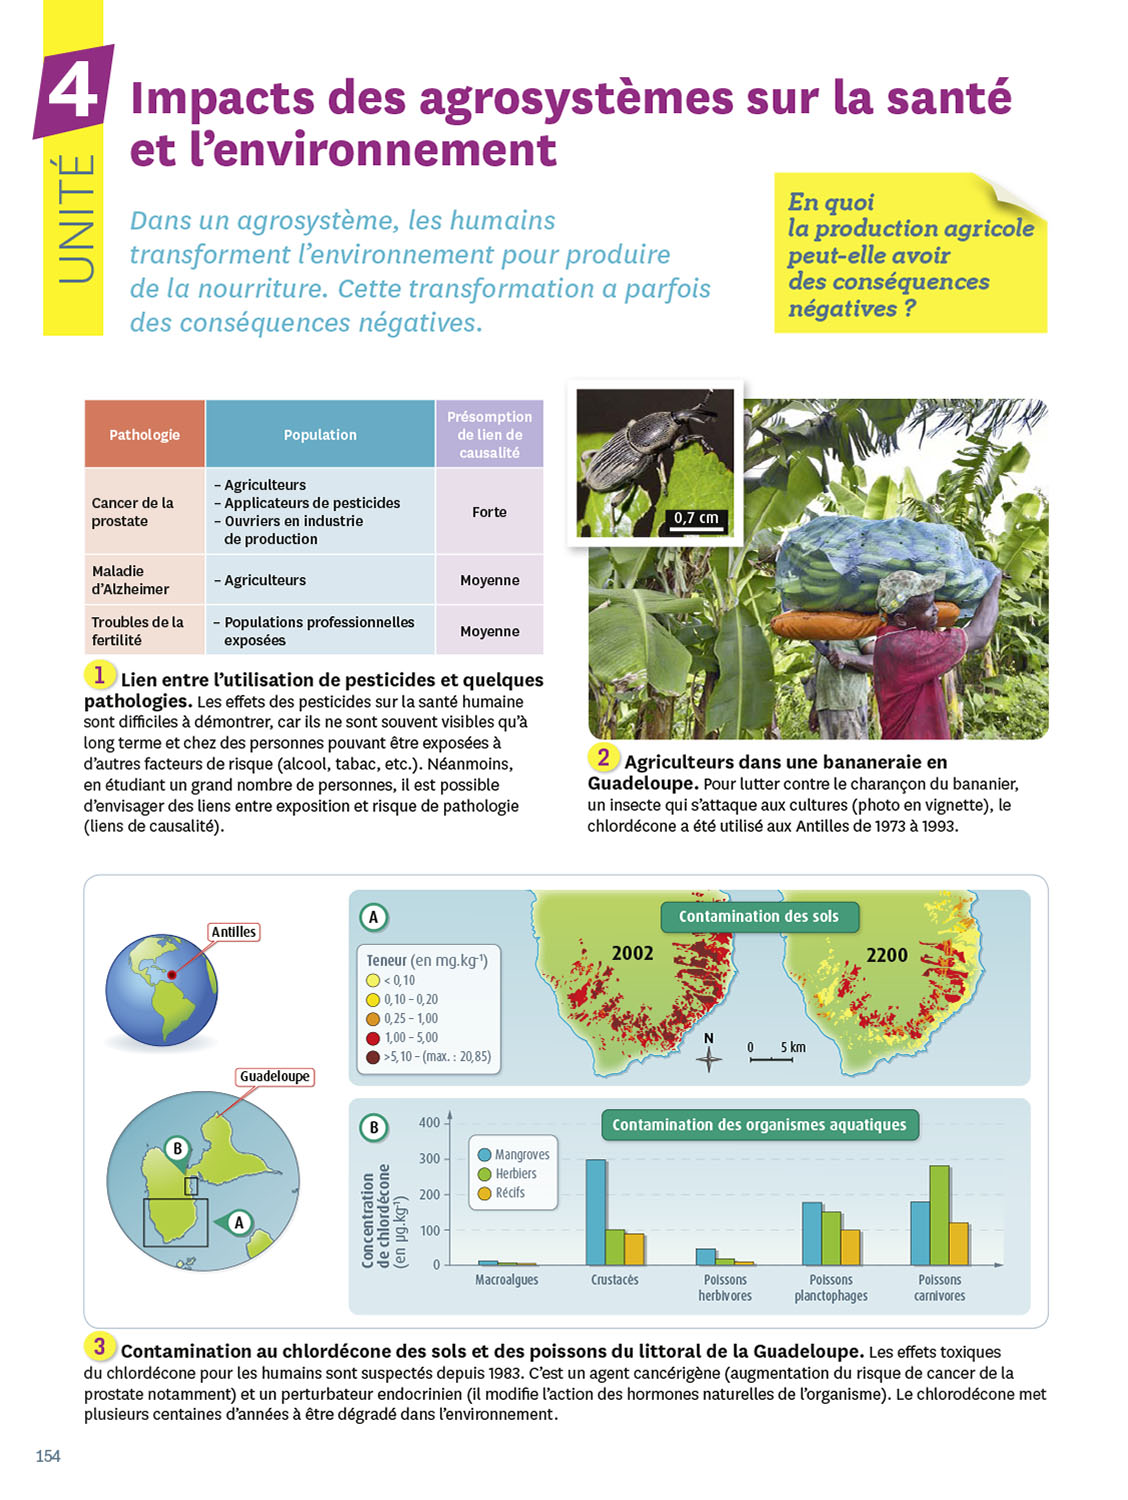 4
UNITÉ
Impacts des agrosystèmes sur la santé
et l'environnement
Dans un agrosystème, les humains
transforment l'environnement pour produire
de la nourriture. Cette transformation a parfois
des conséquences négatives.
En quoi
la production agricole
peut-elle avoir
des conséquences
négatives ?
Pathologie
Population
Présomption
de lien de
causalité
Cancer de la
prostate
– Agriculteurs
– Applicateurs de pesticides
– Ouvriers en industrie
de production
Forte
Maladie
d'Alzheimer
– Agriculteurs
Moyenne
Troubles de la
fertilité
– Populations professionnelles
exposées
Moyenne
1 Lien entre l'utilisation de pesticides et quelques
pathologies. Les effets des pesticides sur la santé humaine
sont difficiles à démontrer, car ils ne sont souvent visibles qu'à
long terme et chez des personnes pouvant être exposées à
d'autres facteurs de risque (alcool, tabac, etc.). Néanmoins,
en étudiant un grand nombre de personnes, il est possible
d'envisager des liens entre exposition et risque de pathologie
(liens de causalité).
0,7 cm
2 Agriculteurs dans une bananeraie en
Guadeloupe. Pour lutter contre le charançon du bananier,
un insecte qui s'attaque aux cultures (photo en vignette), le
chlordécone a été utilisé aux Antilles de 1973 à 1993.
Antilles
Guadeloupe
B
A
A
Contamination des sols
Teneur (en mg.kg⁻¹)
< 0,10
0,10 – 0,20
0,25 – 1,00
1,00 – 5,00
>5,10 – (max. : 20,85)
2002
2200
N
0 5 km
B
Contamination des organismes aquatiques
Concentration
de chlordécone
(en µg.kg⁻¹)
400
300
200
100
0
Mangroves
Herbiers
Récifs
Macroalgues
Crustacés
Poissons
herbivores
Poissons
planctophages
Poissons
carnivores
3 Contamination au chlordécone des sols et des poissons du littoral de la Guadeloupe. Les effets toxiques
du chlordécone pour les humains sont suspectés depuis 1983. C'est un agent cancérigène (augmentation du risque de cancer de la
prostate notamment) et un perturbateur endocrinien (il modifie l'action des hormones naturelles de l'organisme). Le chlorodécone met
plusieurs centaines d'années à être dégradé dans l'environnement.
154